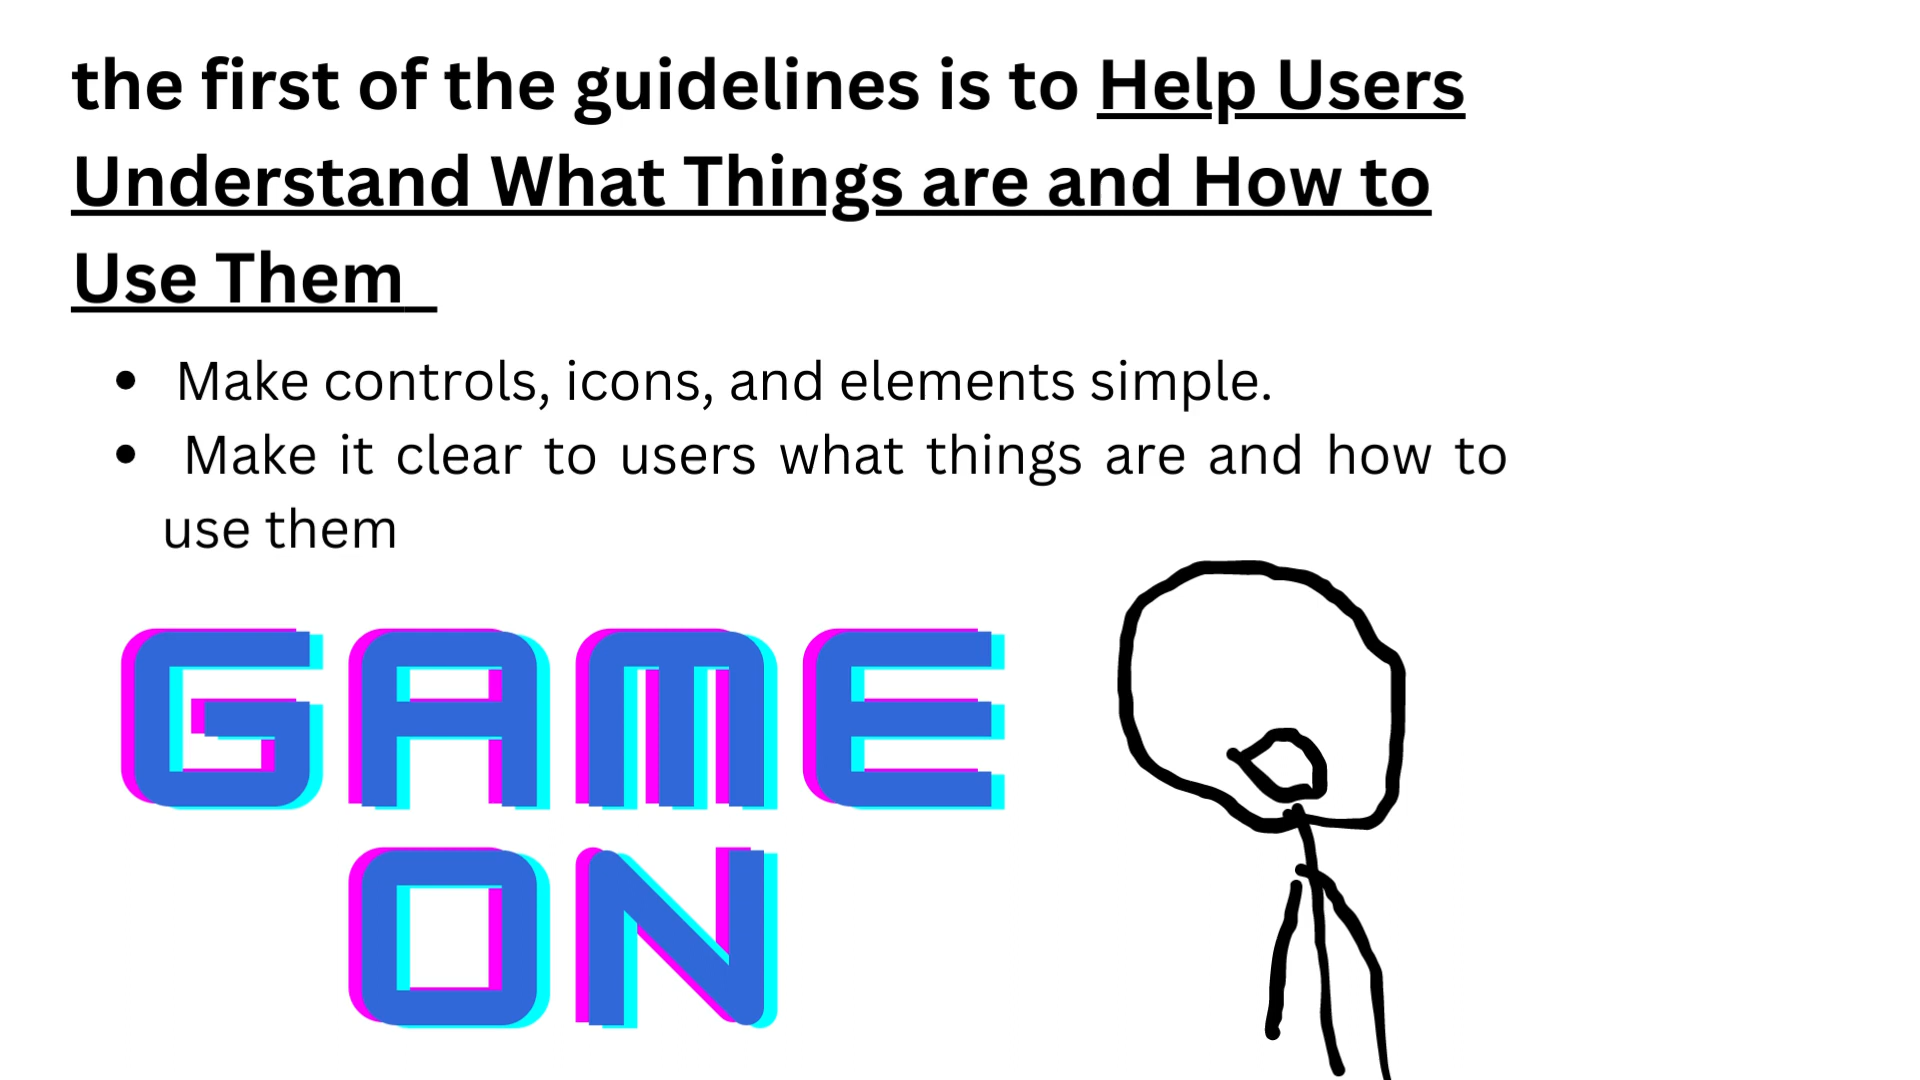 the first of the guidelines is to Help Users
Understand What Things are and How to
Use Them
• Make controls, icons, and elements simple.
• Make it clear to users what things are and how to
use them
GAME
ON